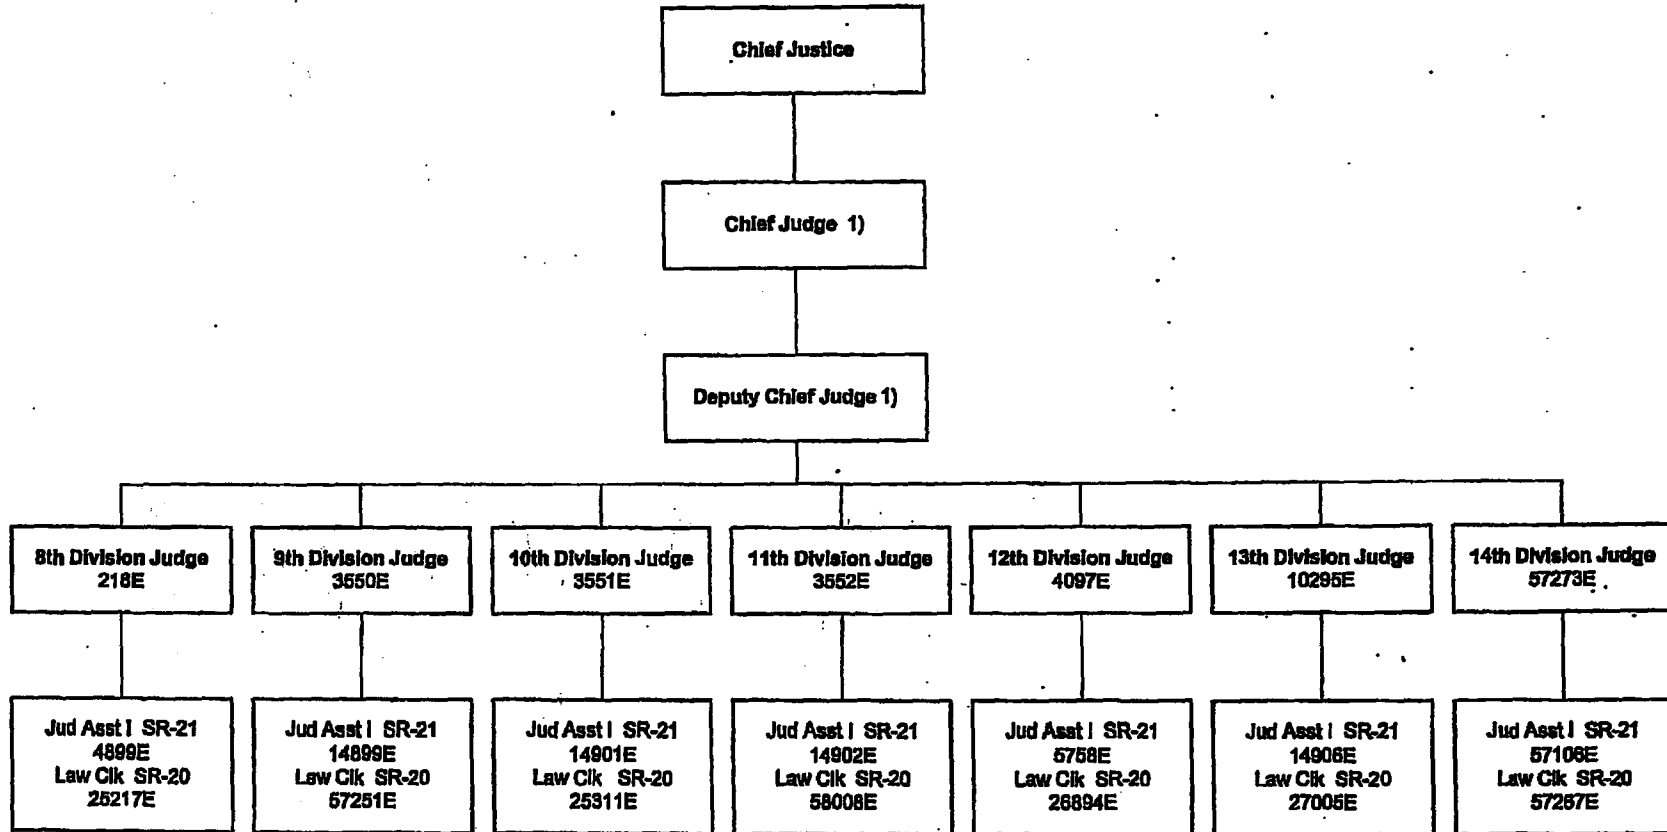 Chief Justice
Chief Judge 1)
Deputy Chief Judge 1)
8th Division Judge
218E
9th Division Judge
3550E
10th Division Judge
3551E
11th Division Judge
3552E
12th Division Judge
4097E
13th Division Judge
10295E
14th Division Judge
57273E
Jud Asst I SR-21
4899E
Law Clk SR-20
25217E
Jud Asst I SR-21
14899E
Law Clk SR-20
57251E
Jud Asst I SR-21
14901E
Law Clk SR-20
25311E
Jud Asst I SR-21
14902E
Law Clk SR-20
58008E
Jud Asst I SR-21
5758E
Law Clk SR-20
26894E
Jud Asst I SR-21
14906E
Law Clk SR-20
27005E
Jud Asst I SR-21
57106E
Law Clk SR-20
57267E